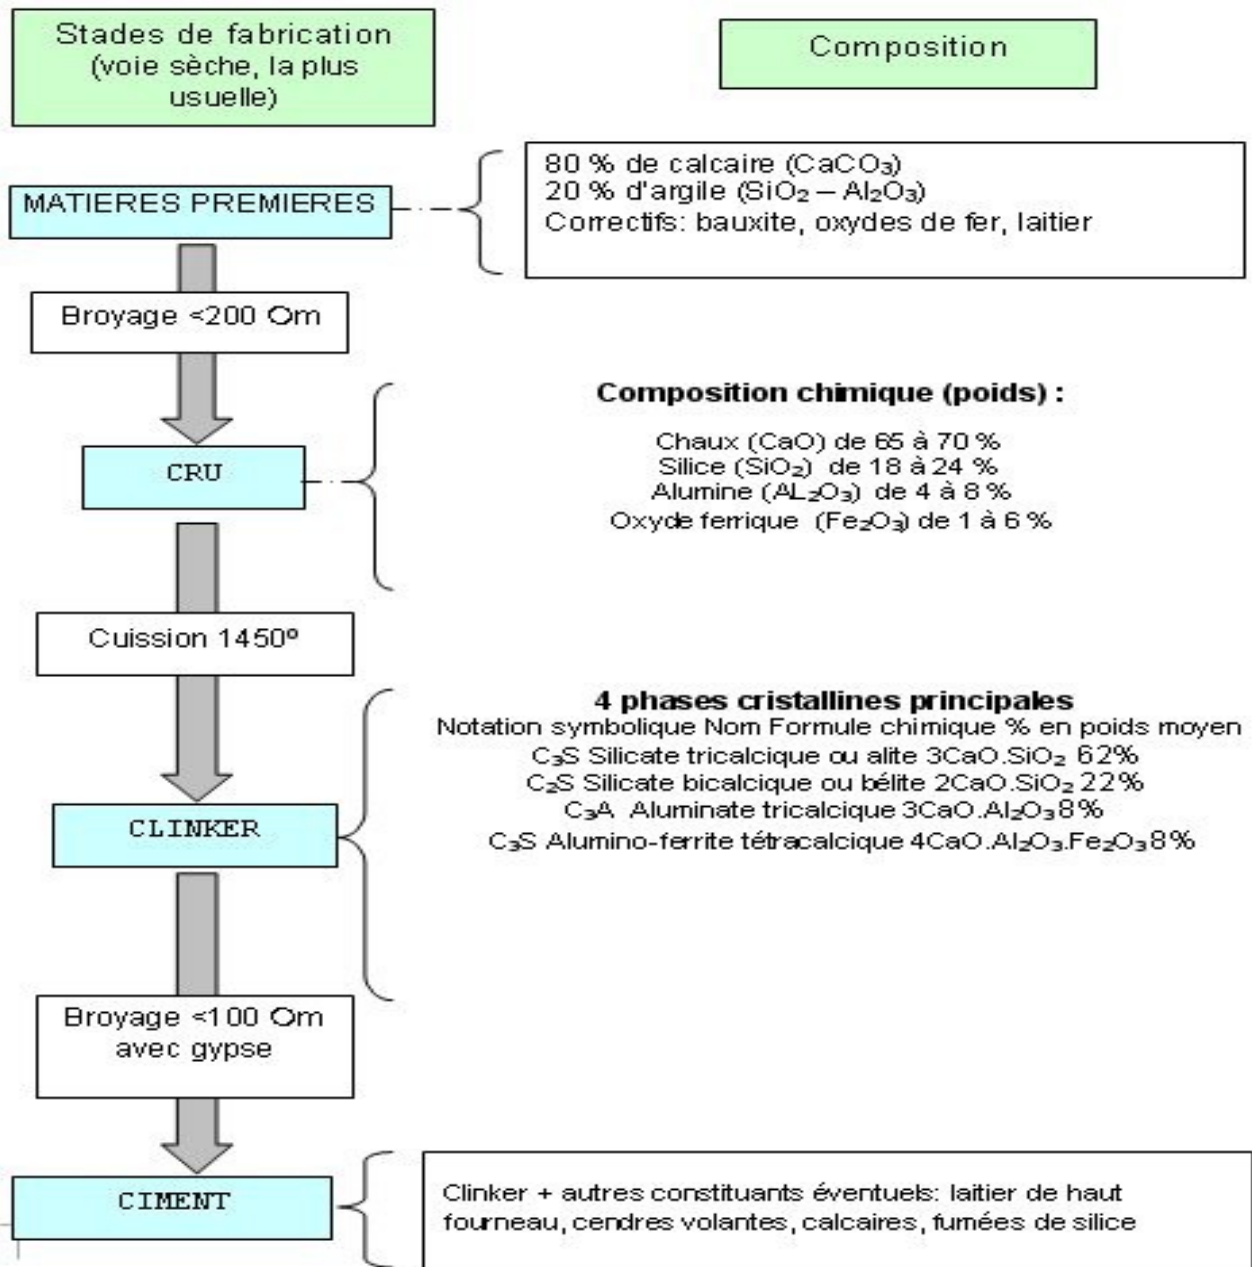 Stades de fabrication
(voie sèche, la plus
usuelle)
Composition
MATIERES PREMIERES
80 % de calcaire (CaCO₃)
20 % d'argile (SiO₂ – Al₂O₃)
Correctifs: bauxite, oxydes de fer, laitier
Broyage <200 Οm
Composition chimique (poids) :
CRU
Chaux (CaO) de 65 à 70 %
Silice (SiO₂) de 18 à 24 %
Alumine (AL₂O₃) de 4 à 8 %
Oxyde ferrique (Fe₂O₃) de 1 à 6 %
Cuission 1450º
4 phases cristallines principales
Notation symbolique Nom Formule chimique % en poids moyen
C₃S Silicate tricalcique ou alite 3CaO.SiO₂ 62%
C₂S Silicate bicalcique ou bélite 2CaO.SiO₂ 22%
C₃A Aluminate tricalcique 3CaO.Al₂O₃ 8%
C₃S Alumino-ferrite tétracalcique 4CaO.Al₂O₃.Fe₂O₃ 8%
CLINKER
Broyage <100 Οm
avec gypse
CIMENT
Clinker + autres constituants éventuels: laitier de haut
fourneau, cendres volantes, calcaires, fumées de silice